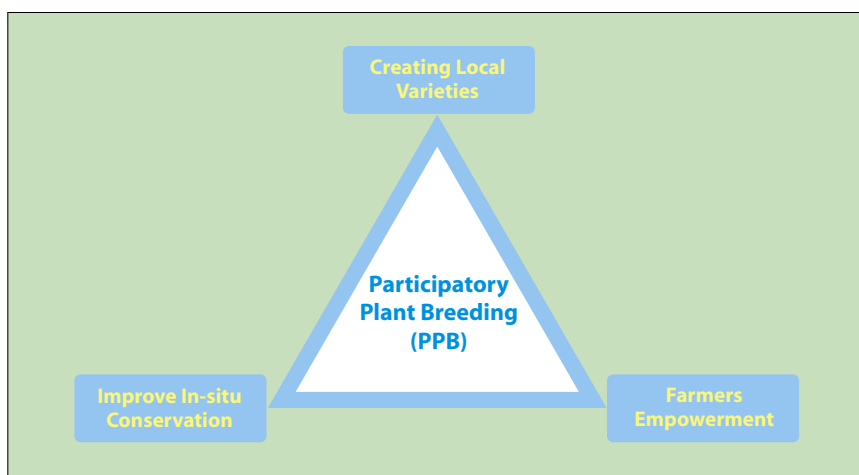 Creating Local
Varieties
Participatory
Plant Breeding
(PPB)
Improve In-situ
Conservation
Farmers
Empowerment